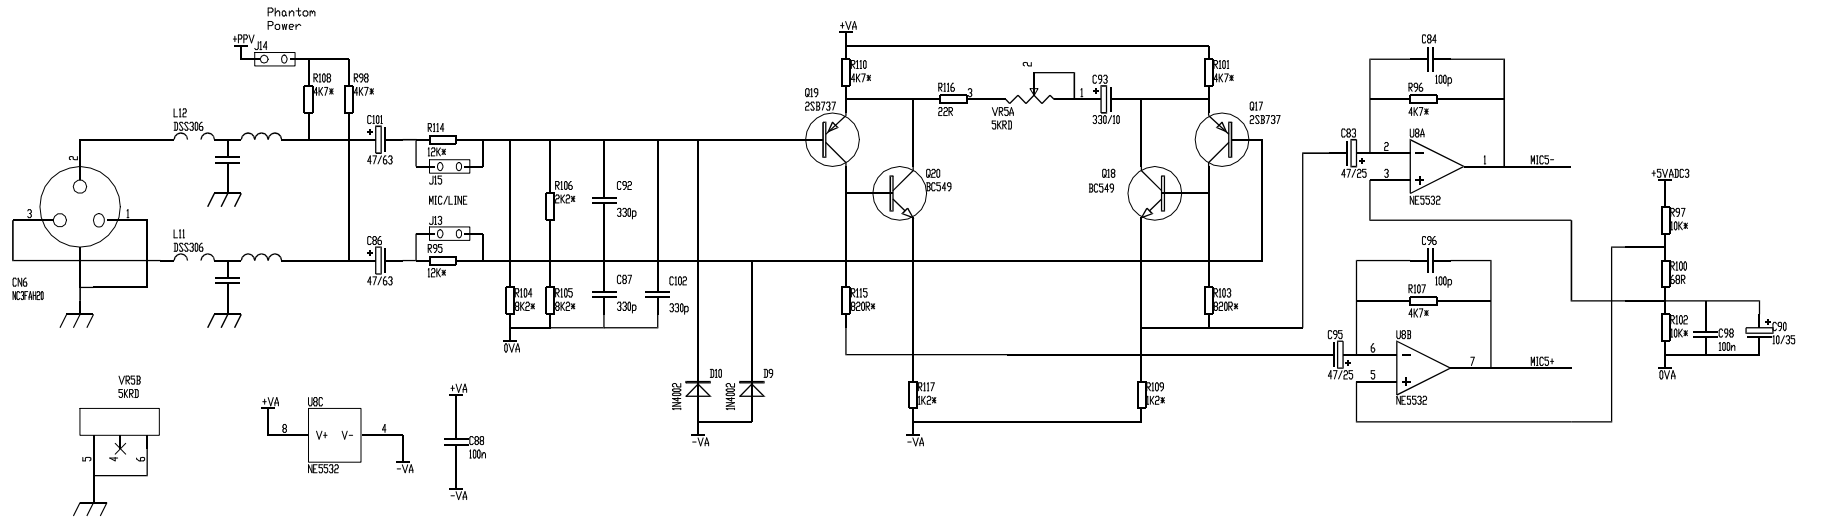 Phantom
Power
+PPV
J14
R108
4K7*
R98
4K7*
L12
DSS306
C101
+
47/63
R114
12K*
J15
MIC/LINE
J13
R95
12K*
2
3
1
CN6
NC3FAH20
L11
DSS306
C86
+
47/63
R106
2K2*
C92
330p
R104
8K2*
R105
8K2*
C87
330p
C102
330p
0VA
D10
1N4002
D9
1N4002
-VA
+VA
R110
4K7*
Q19
2SB737
R116
22R
3
2
VR5A
5KRD
1
C93
+
330/10
R101
4K7*
Q17
2SB737
Q20
BC549
Q18
BC549
R115
820R*
R103
820R*
R117
1K2*
R109
1K2*
-VA
C84
100p
R96
4K7*
C83
+
47/25
U8A
2
-
3
+
1
NE5532
MIC5-
C96
100p
R107
4K7*
C95
+
47/25
U8B
6
-
5
+
7
NE5532
MIC5+
+5VADC3
R97
10K*
R100
68R
R102
10K*
C98
100n
+
C90
10/35
0VA
VR5B
5KRD
5
4
6
+VA
8
U8C
V+ V-
4
NE5532
-VA
+VA
C88
100n
-VA